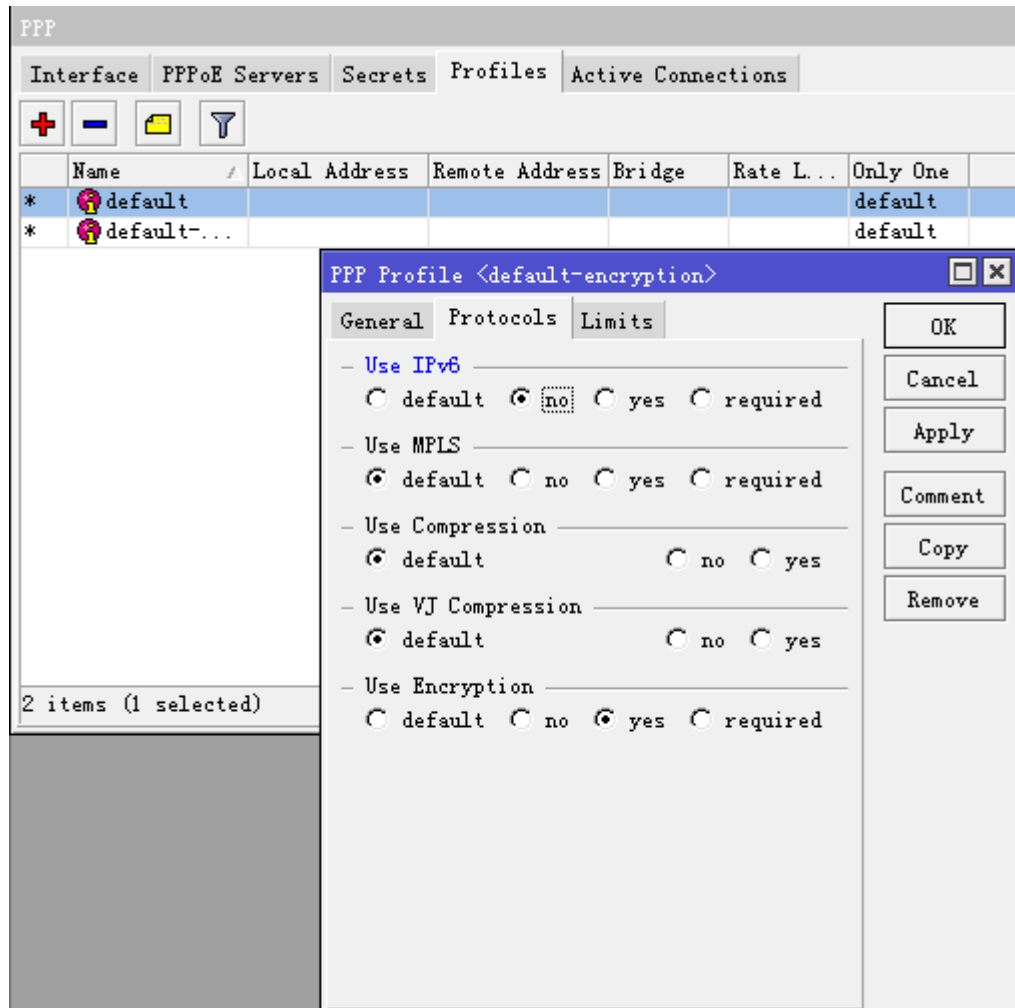 PPP
Interface PPPoE Servers Secrets Profiles Active Connections
Name Local Address Remote Address Bridge Rate L... Only One
* default default
* default-... default
PPP Profile <default-encryption>
General Protocols Limits
OK
Cancel
Apply
Comment
Copy
Remove
Use IPv6
default no yes required
Use MPLS
default no yes required
Use Compression
default no yes
Use VJ Compression
default no yes
Use Encryption
default no yes required
2 items (1 selected)